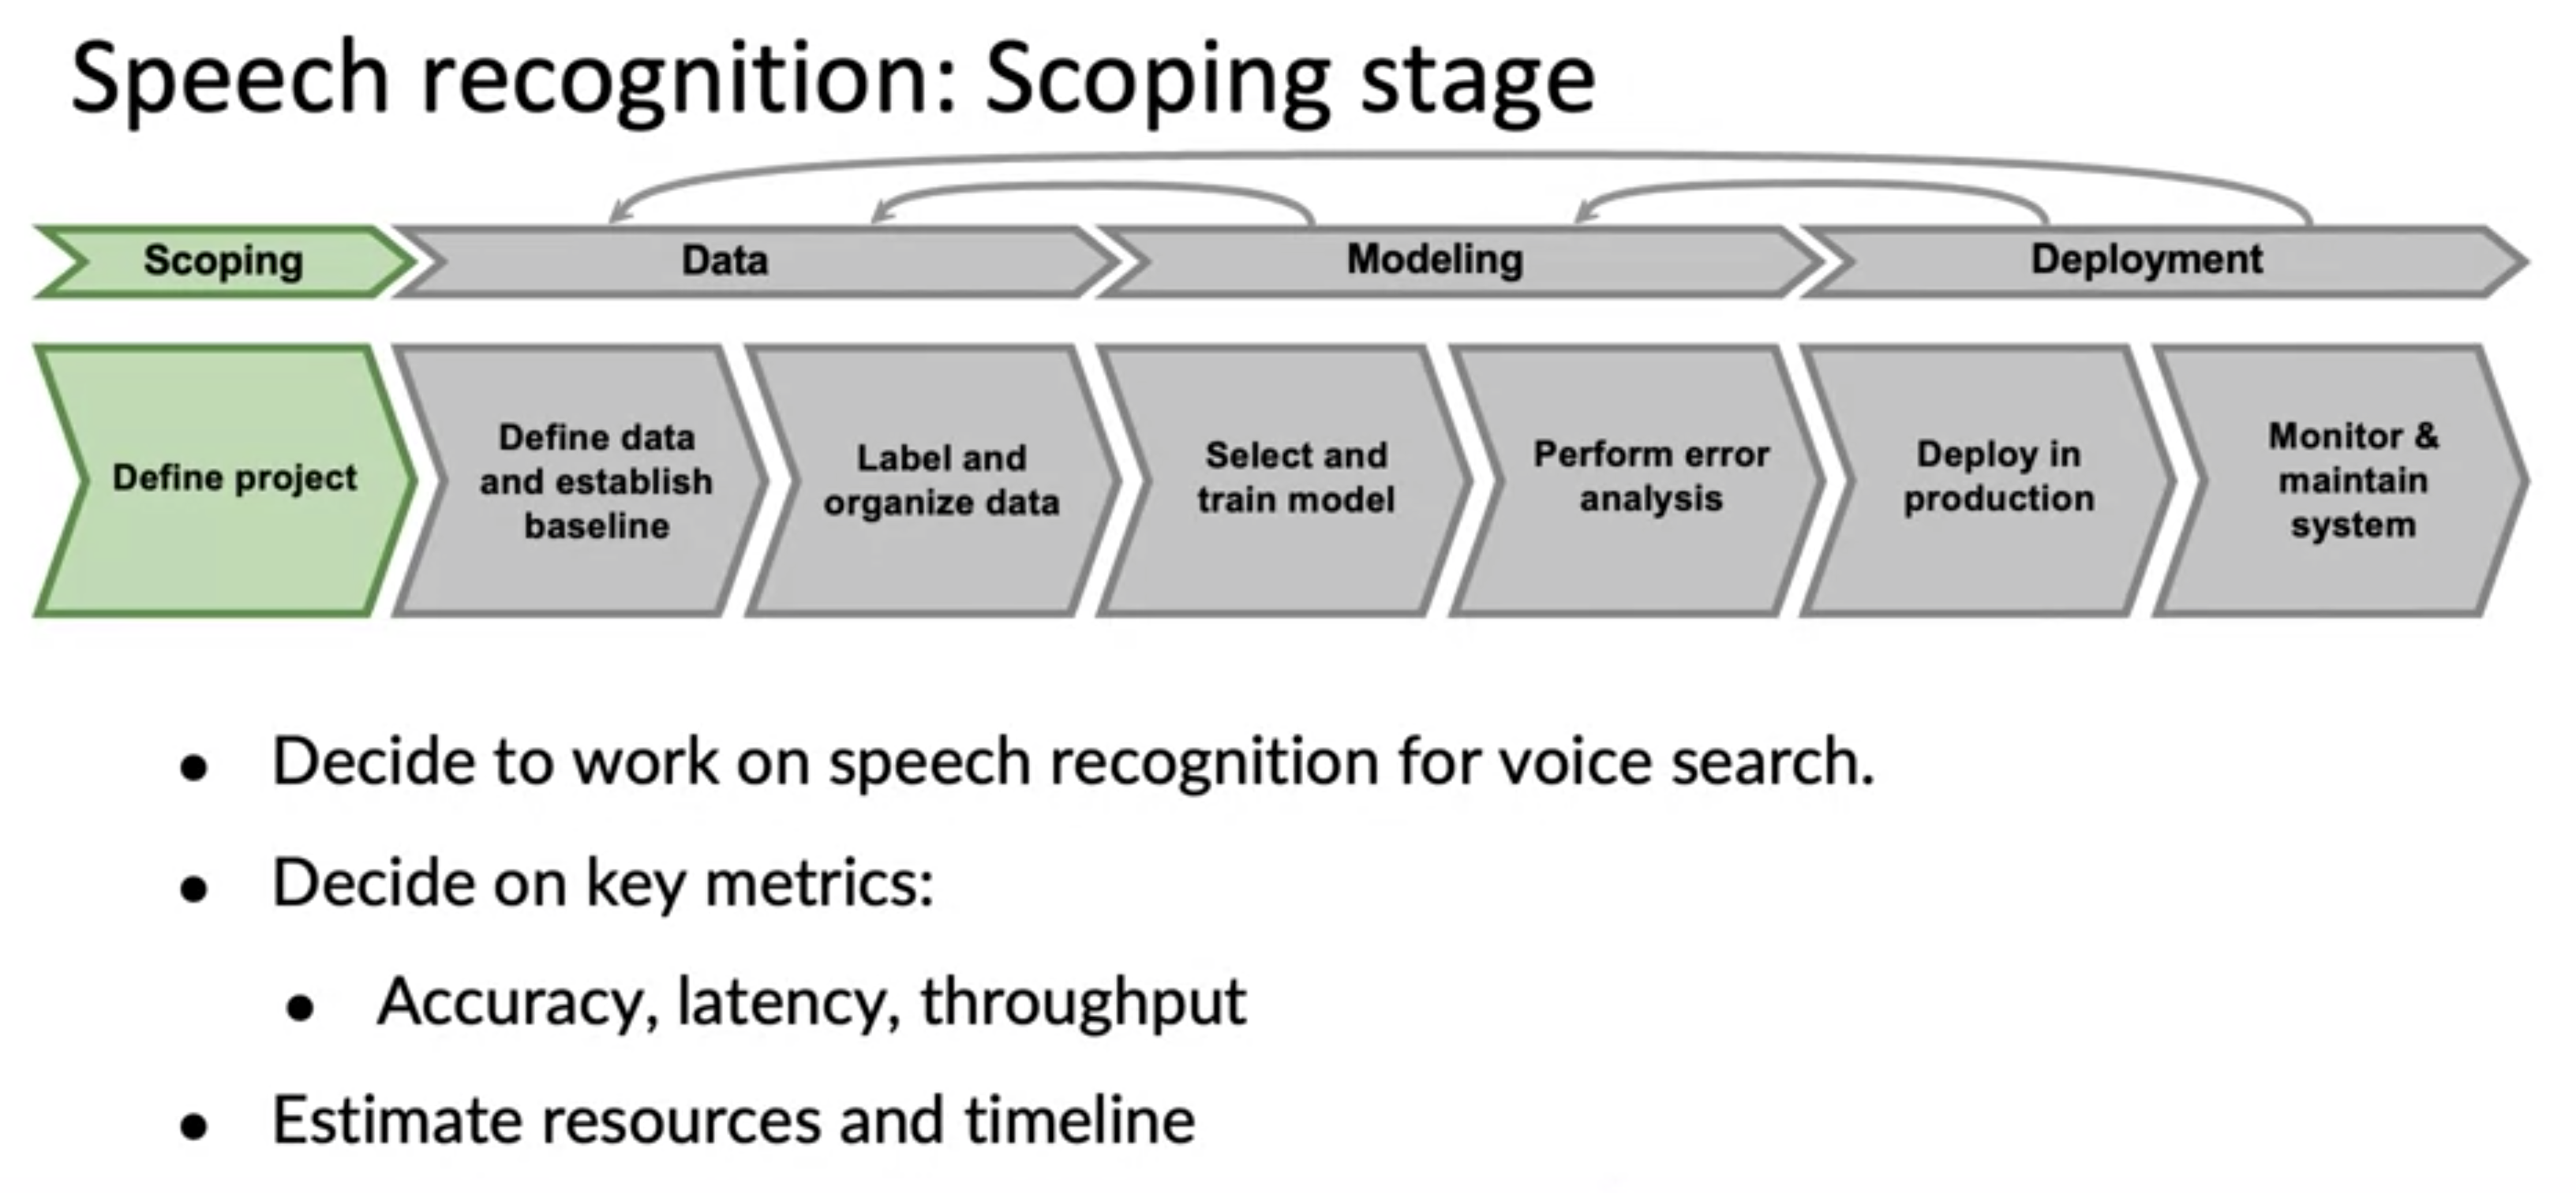 Speech recognition: Scoping stage
Scoping
Data
Modeling
Deployment
Define project
Define data
and establish
baseline
Label and
organize data
Select and
train model
Perform error
analysis
Deploy in
production
Monitor &
maintain
system
• Decide to work on speech recognition for voice search.
• Decide on key metrics:
• Accuracy, latency, throughput
• Estimate resources and timeline